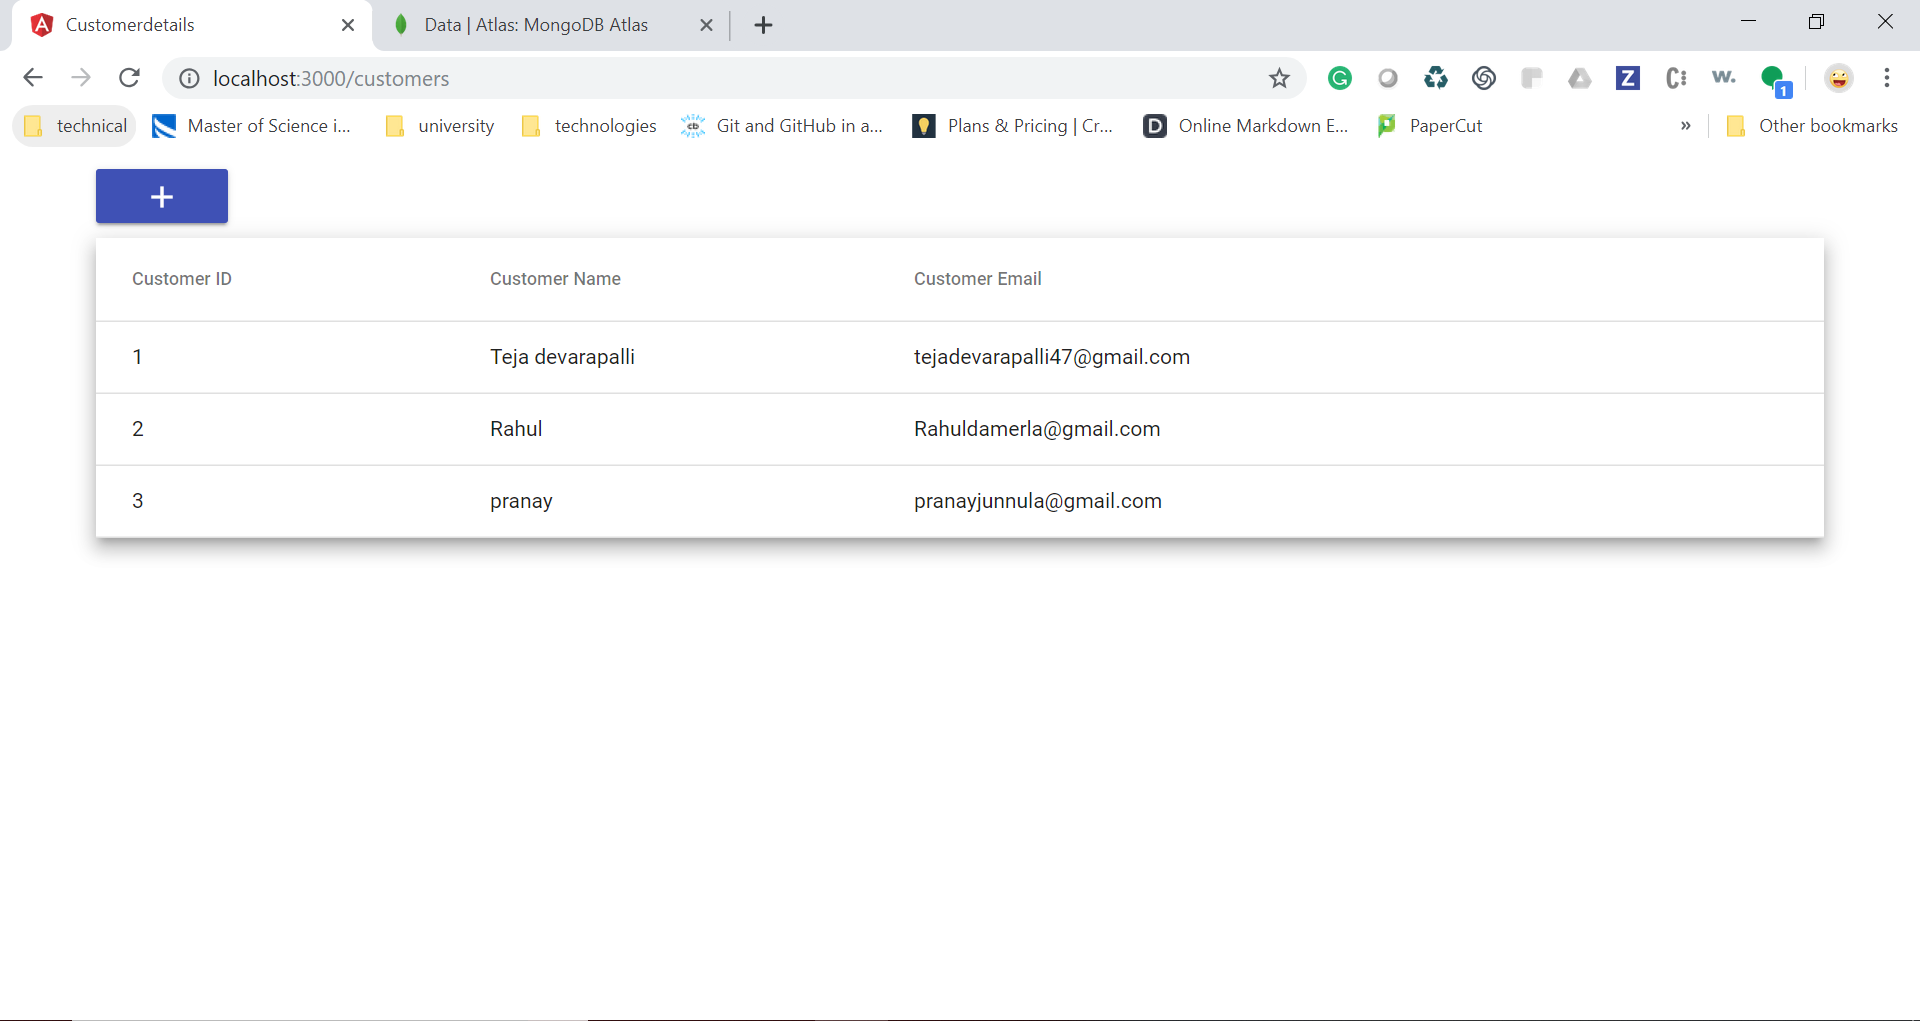 Customerdetails
Data | Atlas: MongoDB Atlas
localhost:3000/customers
1
technical
Master of Science i...
university
technologies
Git and GitHub in a...
Plans & Pricing | Cr...
Online Markdown E...
PaperCut
»
Other bookmarks
+
Customer ID Customer Name Customer Email
1 Teja devarapalli tejadevarapalli47@gmail.com
2 Rahul Rahuldamerla@gmail.com
3 pranay pranayjunnula@gmail.com